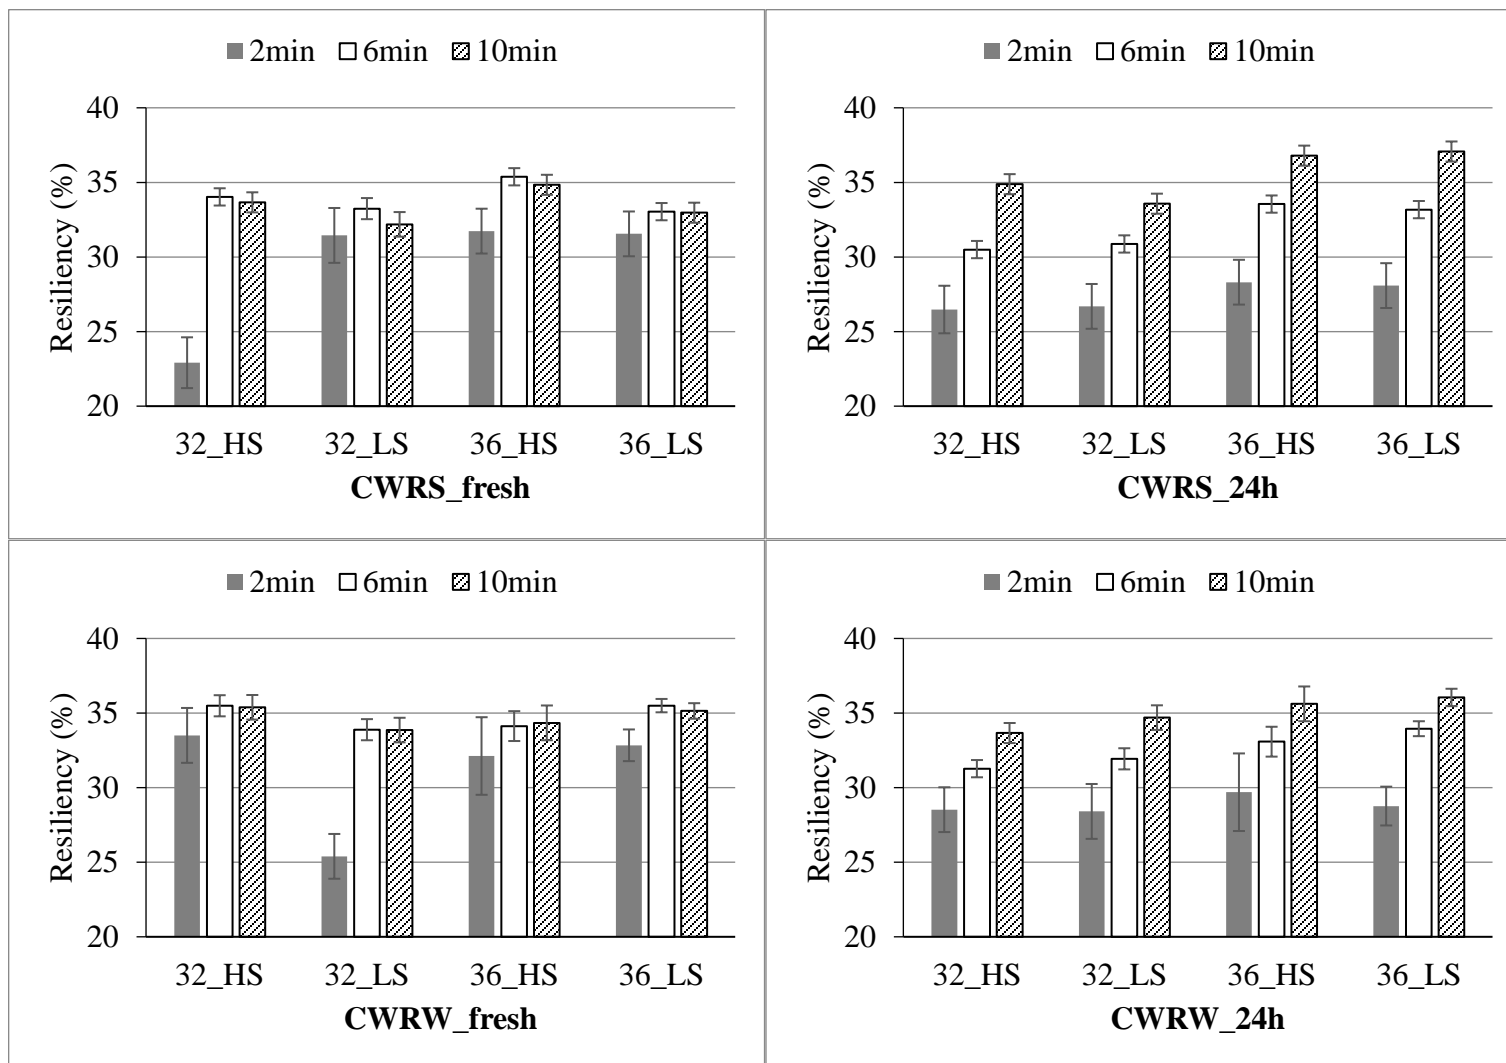 2min 6min 10min
40
35
30
25
20
Resiliency (%)
32_HS 32_LS 36_HS 36_LS
CWRS_fresh
2min 6min 10min
40
35
30
25
20
Resiliency (%)
32_HS 32_LS 36_HS 36_LS
CWRS_24h
2min 6min 10min
40
35
30
25
20
Resiliency (%)
32_HS 32_LS 36_HS 36_LS
CWRW_fresh
2min 6min 10min
40
35
30
25
20
Resiliency (%)
32_HS 32_LS 36_HS 36_LS
CWRW_24h